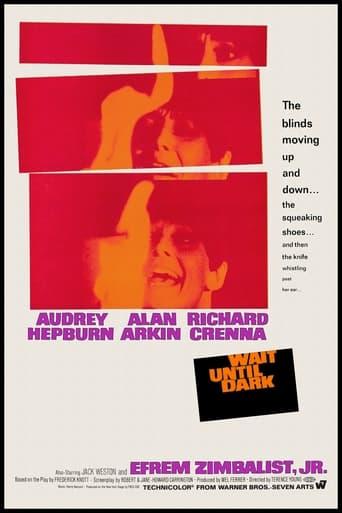 The
blinds
moving
up
and
down...
the
squeaking
shoes...
and then
the knife
whistling
past
her ear...
AUDREY ALAN RICHARD
HEPBURN ARKIN CRENNA
WAIT
UNTIL
DARK
Also-Starring JACK WESTON and EFREM ZIMBALIST, JR.
Based on the Play by FREDERICK KNOTT · Screenplay by ROBERT & JANE-HOWARD CARRINGTON · Produced by MEL FERRER · Directed by TERENCE YOUNG
TECHNICOLOR® FROM WARNER BROS.-SEVEN ARTS W7